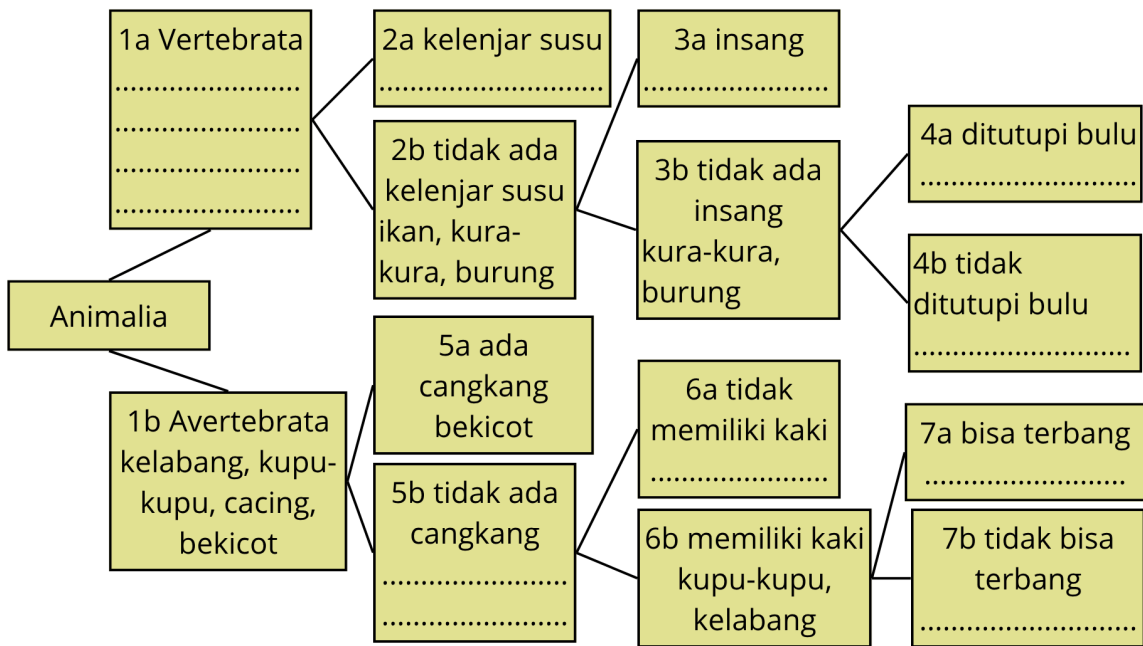 1a Vertebrata
........................
........................
........................
........................
2a kelenjar susu
.............................
3a insang
........................
2b tidak ada
kelenjar susu
ikan, kura-
kura, burung
3b tidak ada
insang
kura-kura,
burung
4a ditutupi bulu
............................
4b tidak
ditutupi bulu
............................
Animalia
1b Avertebrata
kelabang, kupu-
kupu, cacing,
bekicot
5a ada
cangkang
bekicot
5b tidak ada
cangkang
........................
........................
6a tidak
memiliki kaki
.......................
6b memiliki kaki
kupu-kupu,
kelabang
7a bisa terbang
..........................
7b tidak bisa
terbang
............................